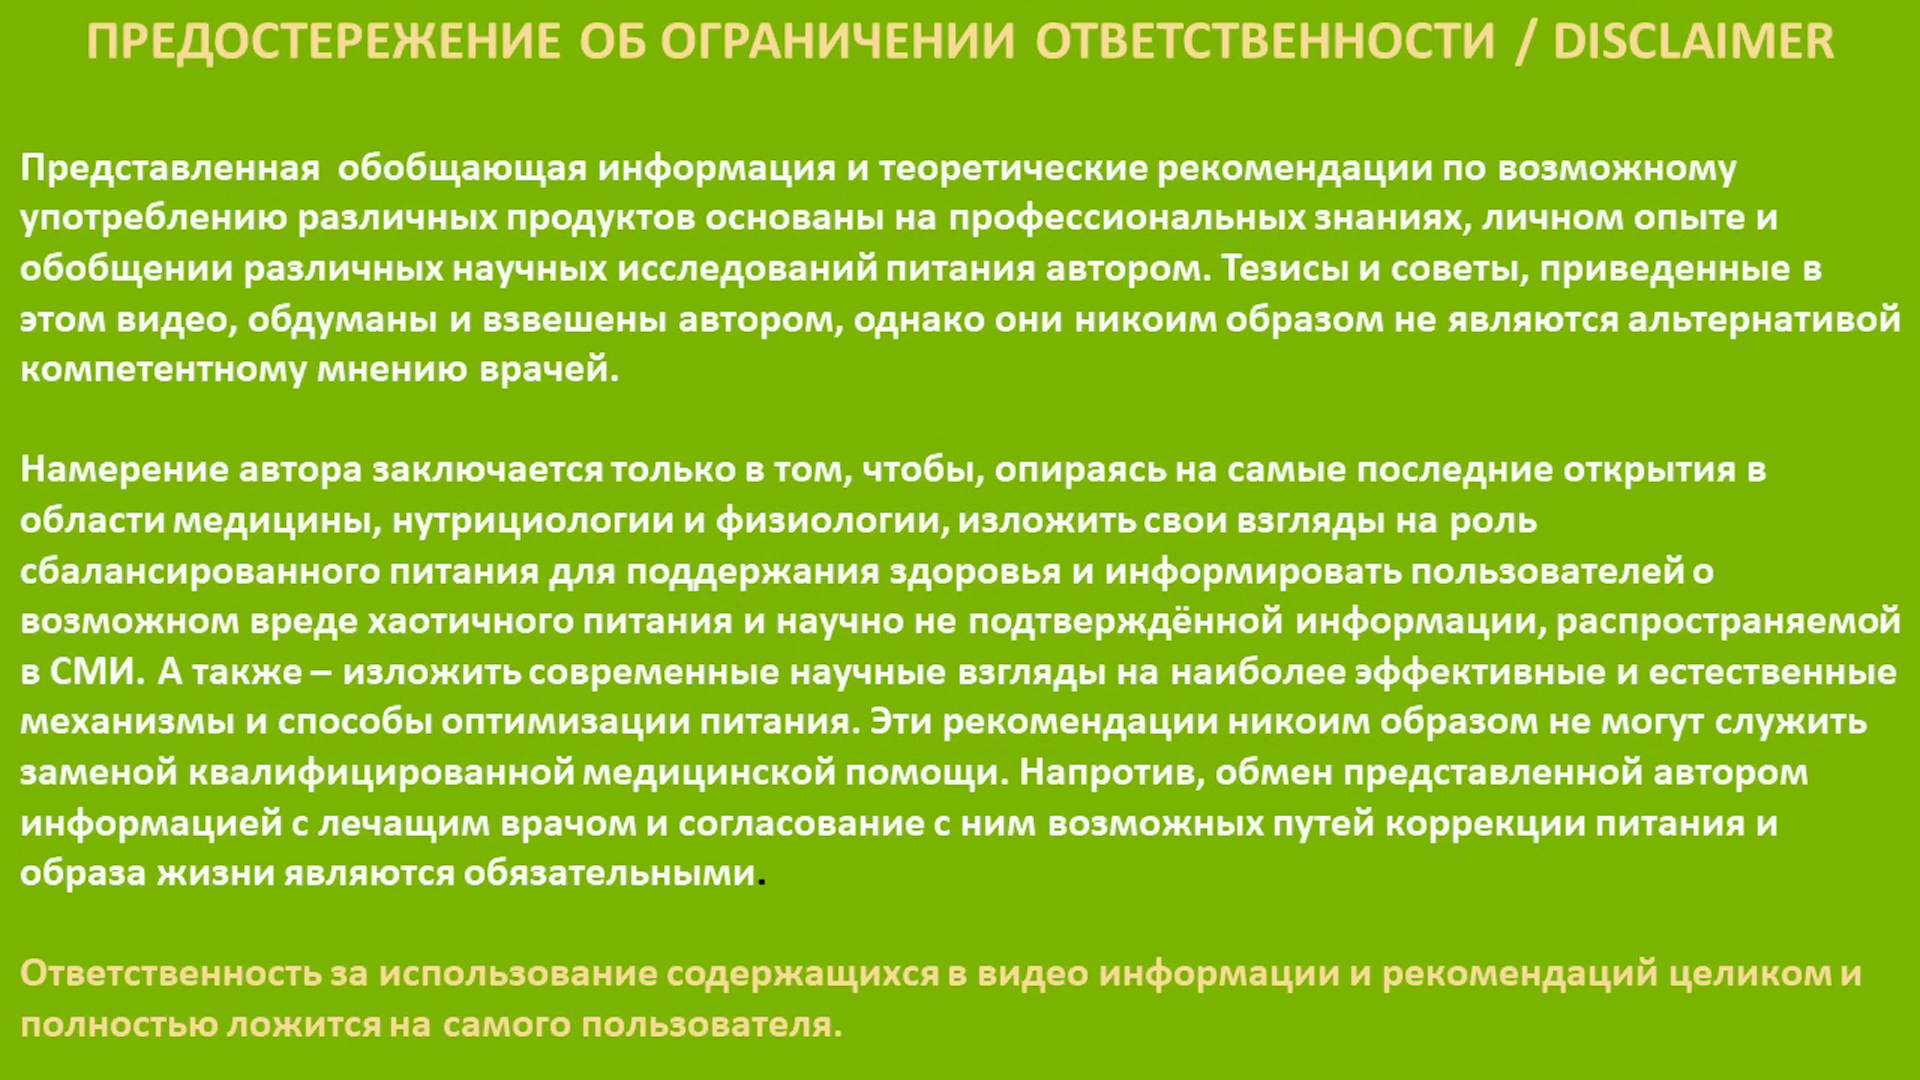 ПРЕДОСТЕРЕЖЕНИЕ ОБ ОГРАНИЧЕНИИ ОТВЕТСТВЕННОСТИ / DISCLAIMER
Представленная обобщающая информация и теоретические рекомендации по возможному
употреблению различных продуктов основаны на профессиональных знаниях, личном опыте и
обобщении различных научных исследований питания автором. Тезисы и советы, приведенные в
этом видео, обдуманы и взвешены автором, однако они никоим образом не являются альтернативой
компетентному мнению врачей.
Намерение автора заключается только в том, чтобы, опираясь на самые последние открытия в
области медицины, нутрициологии и физиологии, изложить свои взгляды на роль
сбалансированного питания для поддержания здоровья и информировать пользователей о
возможном вреде хаотичного питания и научно не подтверждённой информации, распространяемой
в СМИ. А также – изложить современные научные взгляды на наиболее эффективные и естественные
механизмы и способы оптимизации питания. Эти рекомендации никоим образом не могут служить
заменой квалифицированной медицинской помощи. Напротив, обмен представленной автором
информацией с лечащим врачом и согласование с ним возможных путей коррекции питания и
образа жизни являются обязательными.
Ответственность за использование содержащихся в видео информации и рекомендаций целиком и
полностью ложится на самого пользователя.